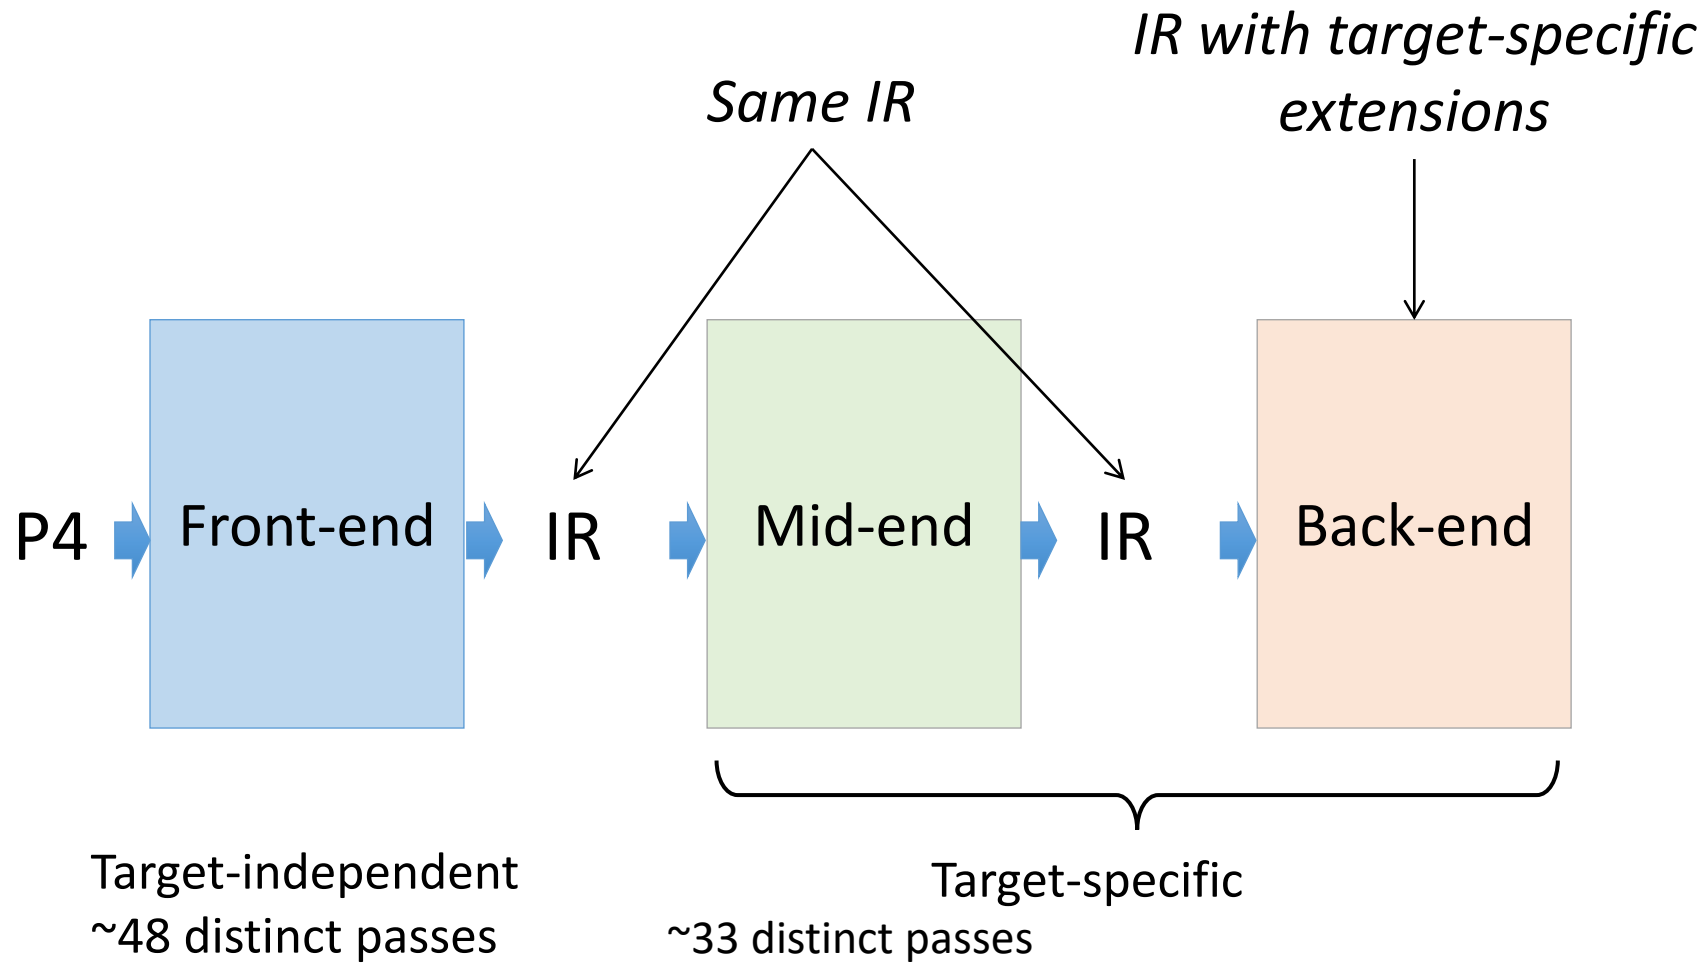 IR with target-specific
extensions
Same IR
P4
Front-end
IR
Mid-end
IR
Back-end
Target-independent
~48 distinct passes
Target-specific
~33 distinct passes